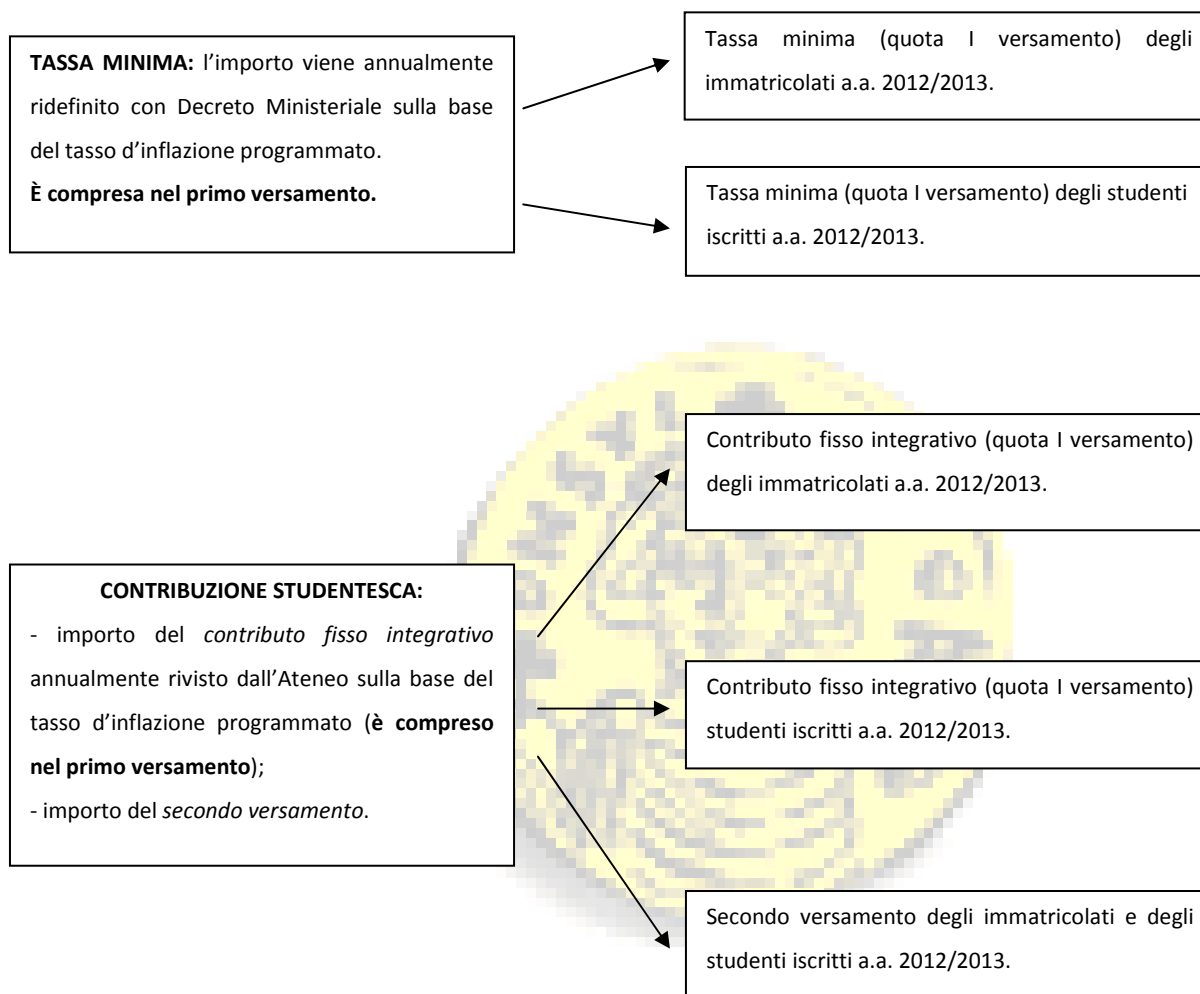 TASSA MINIMA: l’importo viene annualmente
ridefinito con Decreto Ministeriale sulla base
del tasso d’inflazione programmato.
È compresa nel primo versamento.
Tassa minima (quota I versamento) degli
immatricolati a.a. 2012/2013.
Tassa minima (quota I versamento) degli studenti
iscritti a.a. 2012/2013.
CONTRIBUZIONE STUDENTESCA:
- importo del contributo fisso integrativo
annualmente rivisto dall’Ateneo sulla base del
tasso d’inflazione programmato (è compreso
nel primo versamento);
- importo del secondo versamento.
Contributo fisso integrativo (quota I versamento)
degli immatricolati a.a. 2012/2013.
Contributo fisso integrativo (quota I versamento)
studenti iscritti a.a. 2012/2013.
Secondo versamento degli immatricolati e degli
studenti iscritti a.a. 2012/2013.